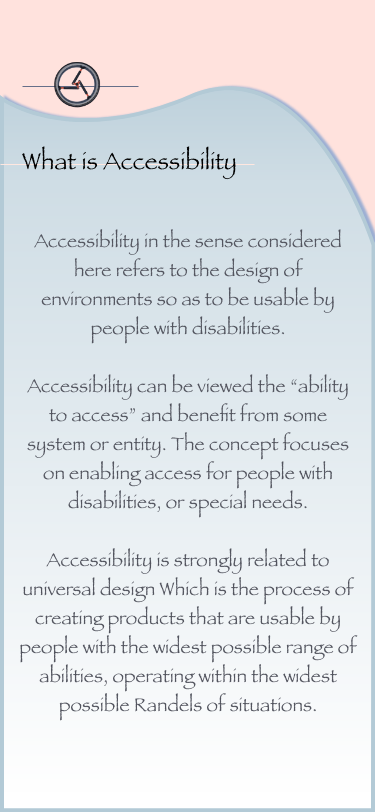 What is Accessibility
Accessibility in the sense considered
here refers to the design of
environments so as to be usable by
people with disabilities.
Accessibility can be viewed the “ability
to access” and benefit from some
system or entity. The concept focuses
on enabling access for people with
disabilities, or special needs.
Accessibility is strongly related to
universal design Which is the process of
creating products that are usable by
people with the widest possible range of
abilities, operating within the widest
possible Randels of situations.